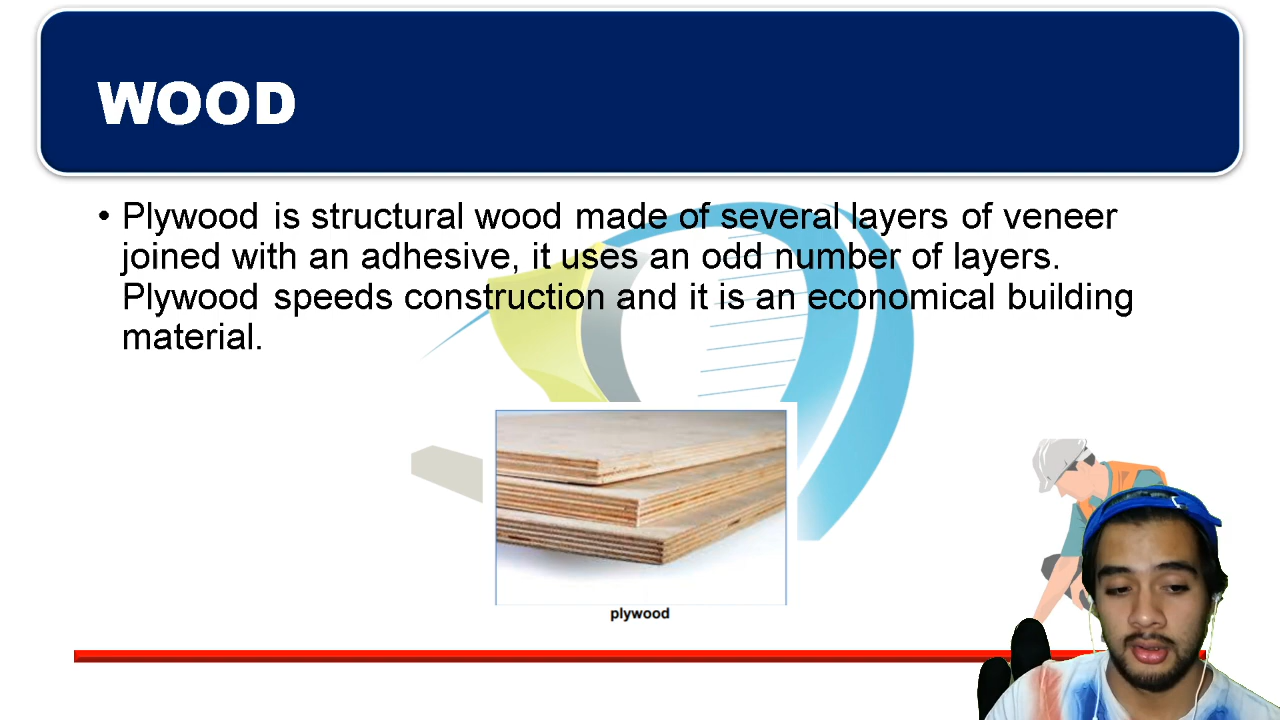 WOOD
• Plywood is structural wood made of several layers of veneer
joined with an adhesive, it uses an odd number of layers.
Plywood speeds construction and it is an economical building
material.
plywood